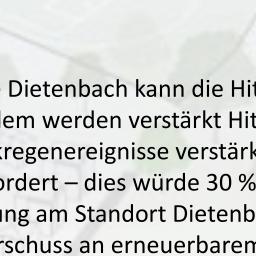 Dietenbach kann die Hit
werden verstärkt Hit
kregenereignisse verstärk
ordert – dies würde 30 %
ung am Standort Dietenb
rschuss an erneuerbarem